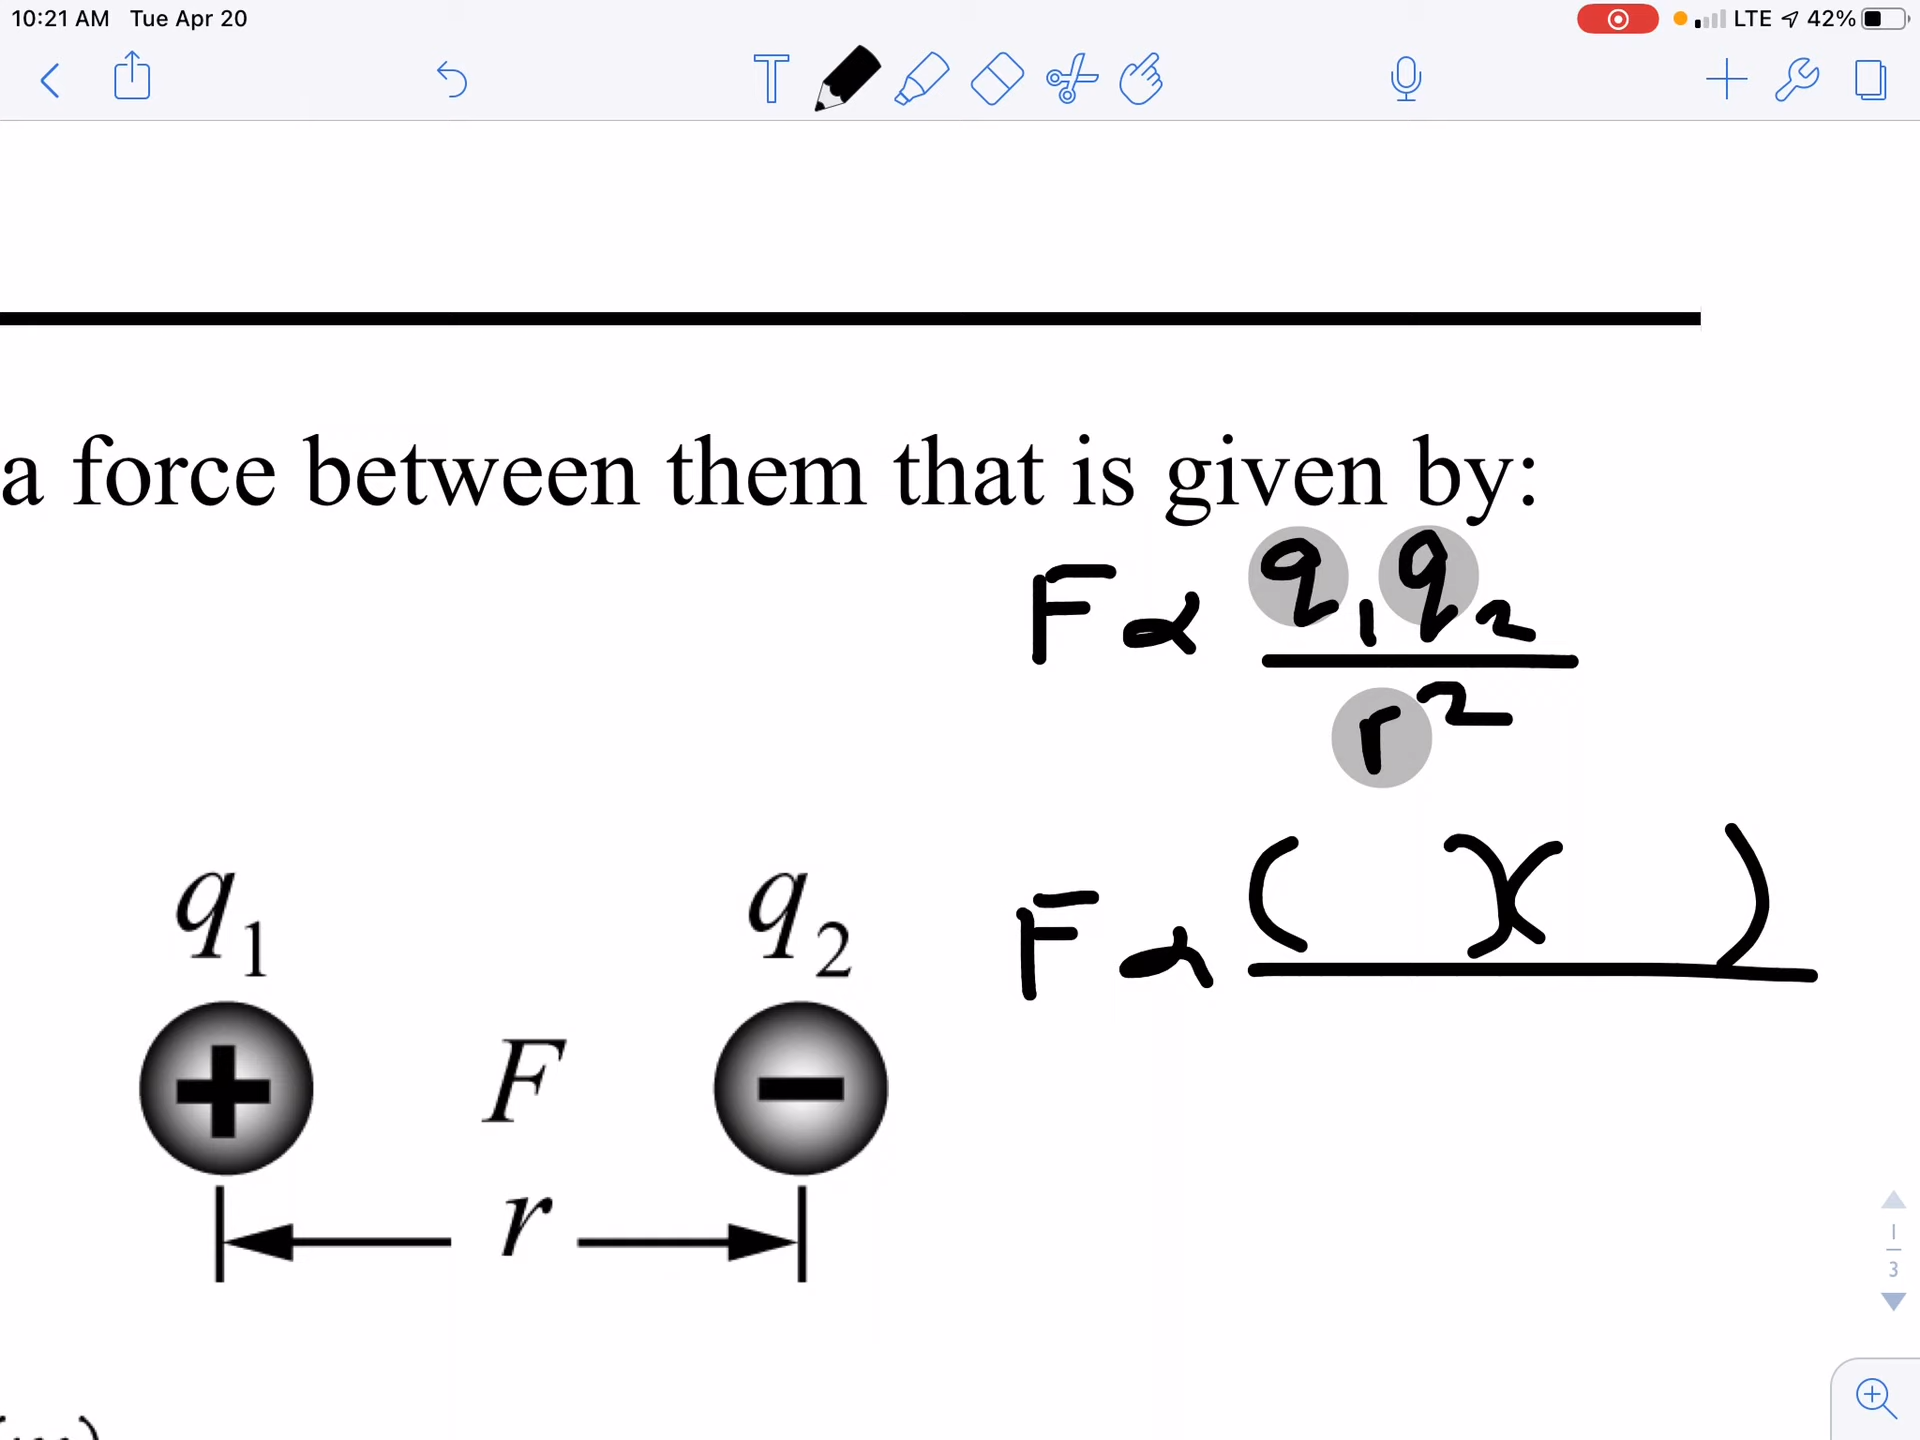 10:21 AM Tue Apr 20 LTE 42%
T
a force between them that is given by:
F ∝ q₁q₂
r²
q₁ q₂
F ∝ ( )( )
+ F −
r
1
3